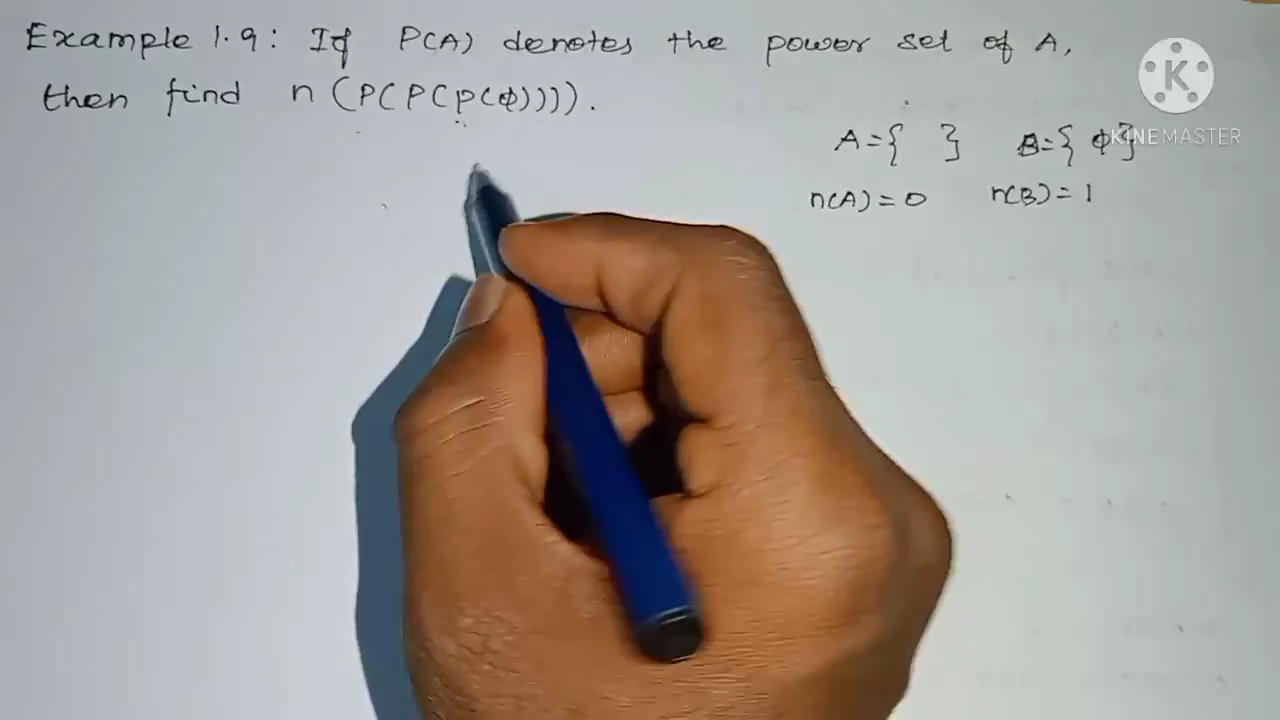 Example 1.9: If P(A) denotes the power set of A,
then find n(P(P(P(φ)))).
A={ } B={ φ}
n(A)=0 n(B)=1
K
KINEMASTER